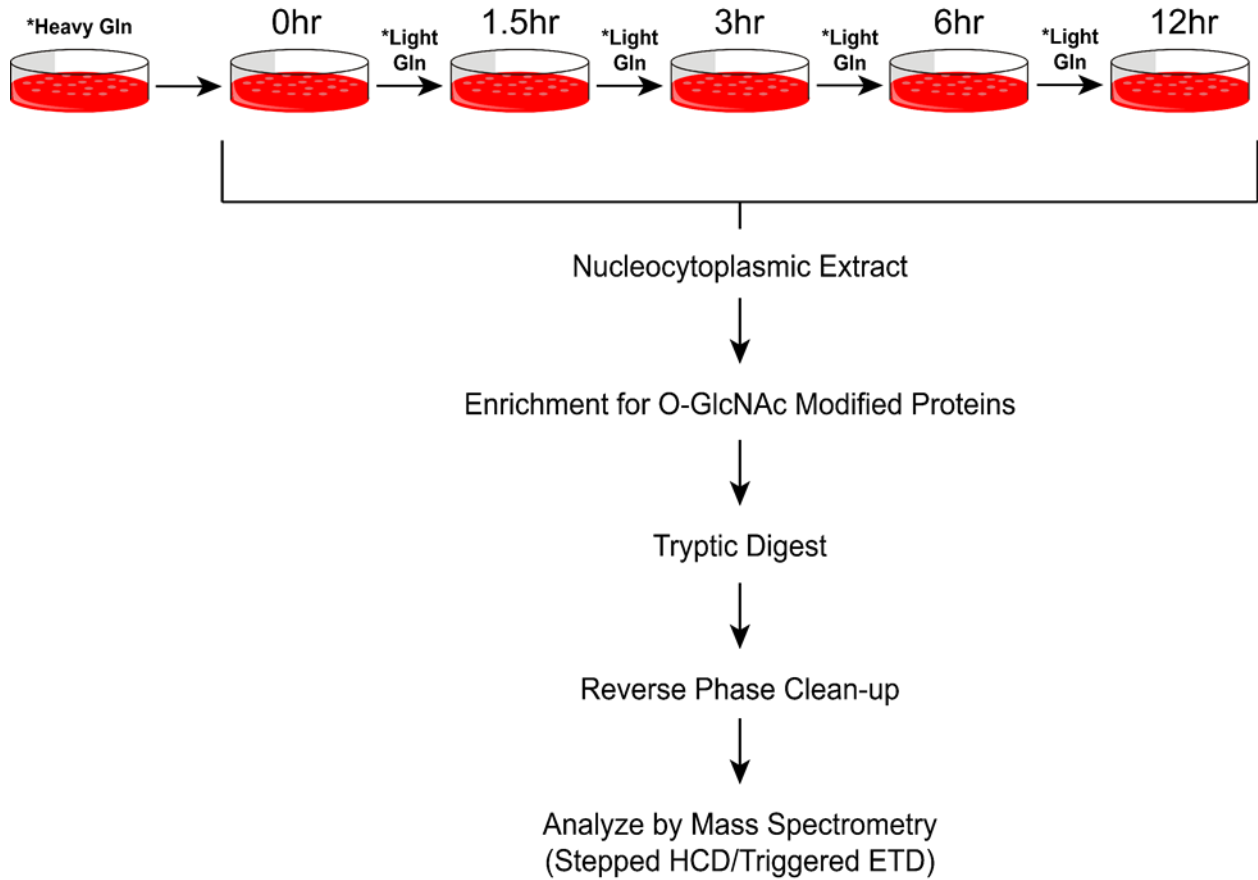 *Heavy Gln
0hr
*Light
Gln
1.5hr
*Light
Gln
3hr
*Light
Gln
6hr
*Light
Gln
12hr
Nucleocytoplasmic Extract
Enrichment for O-GlcNAc Modified Proteins
Tryptic Digest
Reverse Phase Clean-up
Analyze by Mass Spectrometry
(Stepped HCD/Triggered ETD)